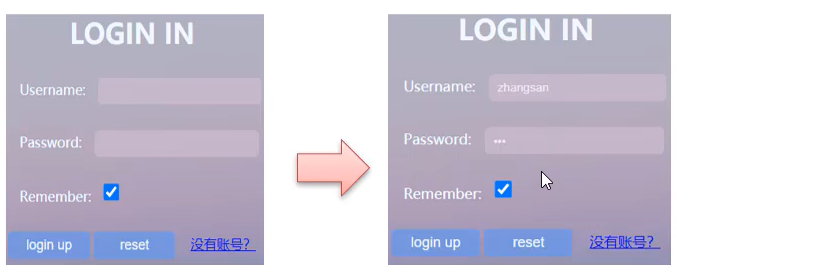 LOGIN IN
Username:
Password:
Remember:
login up reset 没有账号?
LOGIN IN
Username: zhangsan
Password: •••
Remember:
login up reset 没有账号?